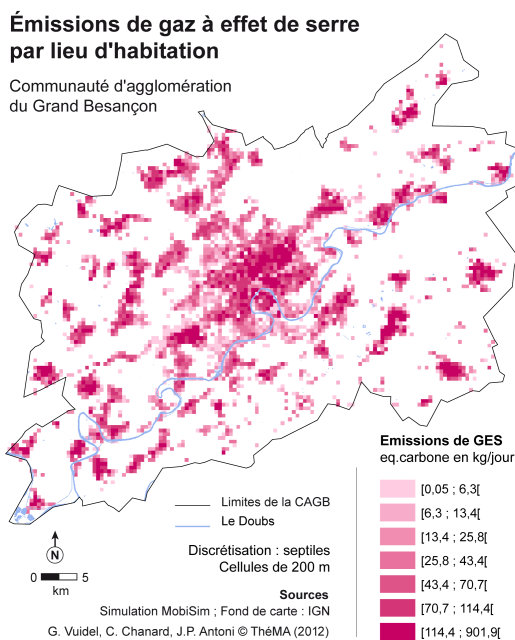 Émissions de gaz à effet de serre
par lieu d'habitation
Communauté d'agglomération
du Grand Besançon
Emissions de GES
eq.carbone en kg/jour
[0,05 ; 6,3[
[6,3 ; 13,4[
[13,4 ; 25,8[
[25,8 ; 43,4[
[43,4 ; 70,7[
[70,7 ; 114,4[
[114,4 ; 901,9[
Limites de la CAGB
Le Doubs
Discrétisation : septiles
Cellules de 200 m
N
0 5
km
Sources
Simulation MobiSim ; Fond de carte : IGN
G. Vuidel, C. Chanard, J.P. Antoni © ThéMA (2012)